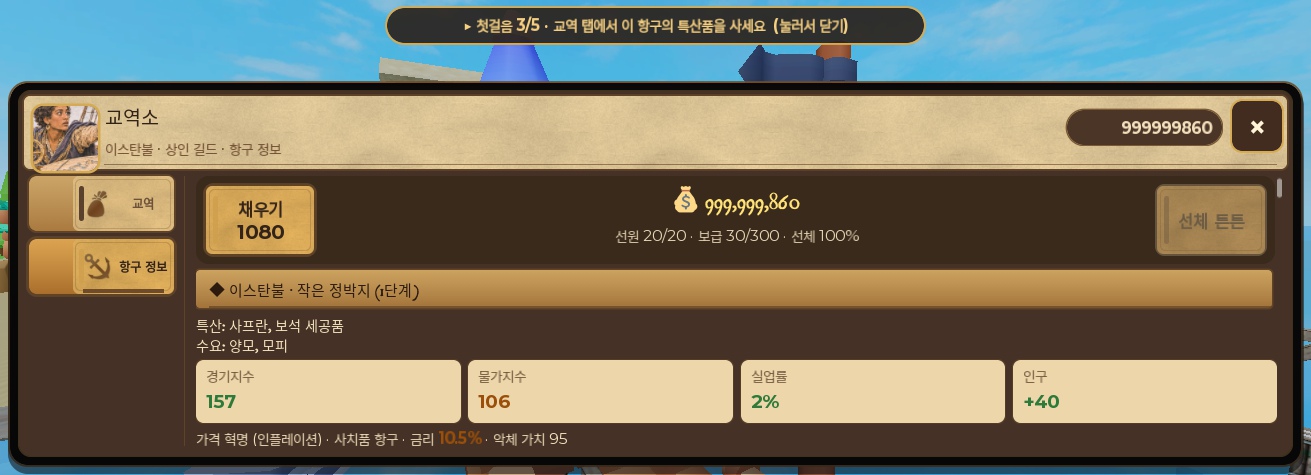 ▸ 첫걸음 3/5 · 교역 탭에서 이 항구의 특산품을 사세요 (눌러서 닫기)
교역소
이스탄불 · 상인 길드 · 항구 정보
999999860
×
교역
항구 정보
채우기
1080
$ 999,999,860
선원 20/20 · 보급 30/300 · 선체 100%
선체 튼튼
◆ 이스탄불 · 작은 정박지 (1단계)
특산: 사프란, 보석 세공품
수요: 양모, 모피
경기지수
157
물가지수
106
실업률
2%
인구
+40
가격 혁명 (인플레이션) · 사치품 항구 · 금리 10.5% · 악체 가치 95